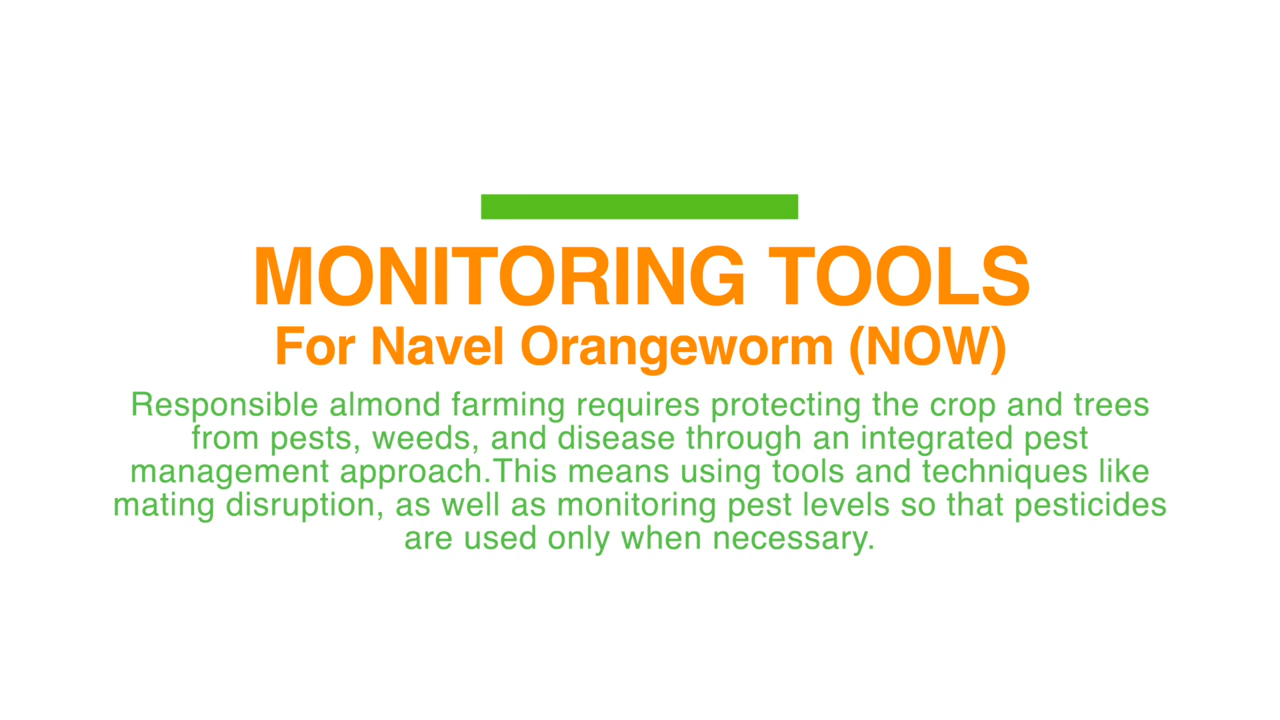 MONITORING TOOLS
For Navel Orangeworm (NOW)
Responsible almond farming requires protecting the crop and trees
from pests, weeds, and disease through an integrated pest
management approach.This means using tools and techniques like
mating disruption, as well as monitoring pest levels so that pesticides
are used only when necessary.